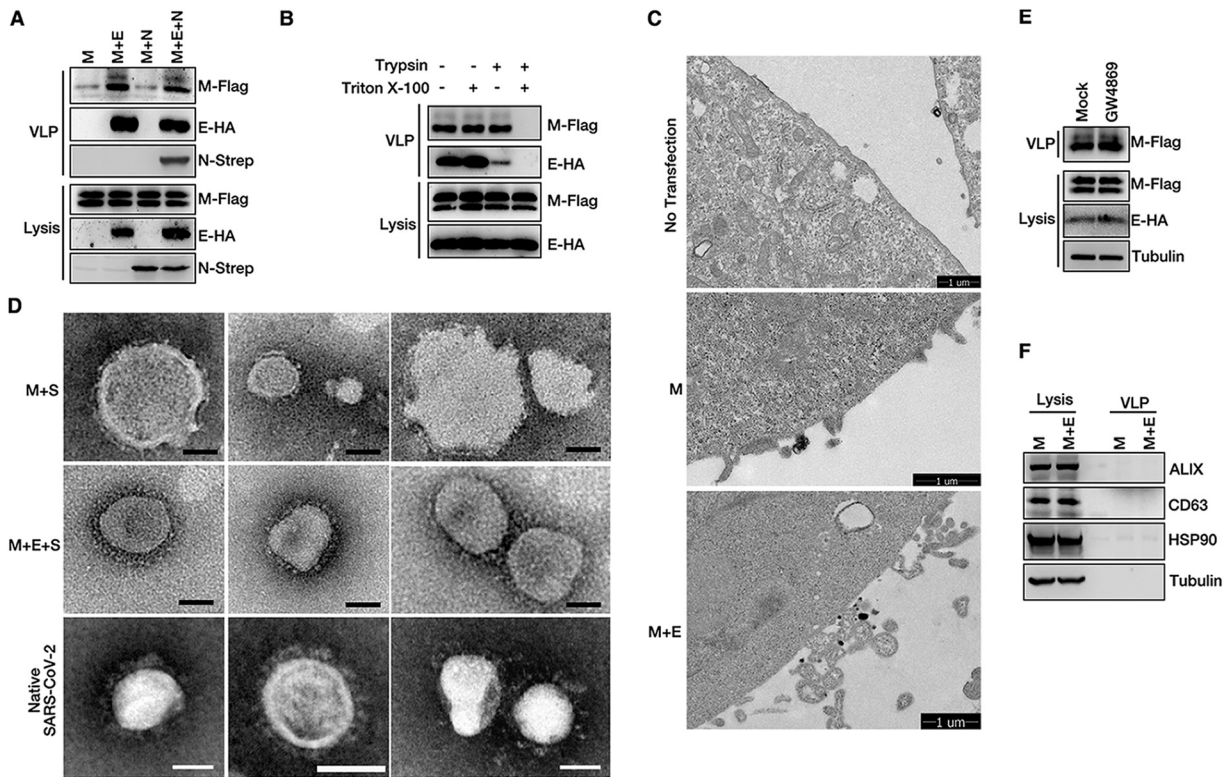 A
M
M+E
M+N
M+E+N
VLP
M-Flag
E-HA
N-Strep
Lysis
M-Flag
E-HA
N-Strep
B
Trypsin - - + +
Triton X-100 - + - +
VLP
M-Flag
E-HA
Lysis
M-Flag
E-HA
C
No Transfection
1 um
M
1 um
M+E
1 um
D
M+S
M+E+S
Native
SARS-CoV-2
E
Mock
GW4869
VLP
M-Flag
Lysis
M-Flag
E-HA
Tubulin
F
Lysis VLP
M
M+E
M
M+E
ALIX
CD63
HSP90
Tubulin